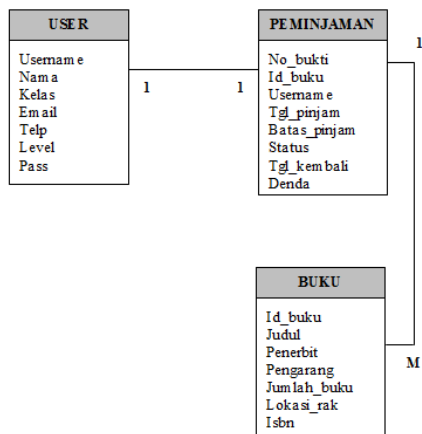 USER
Username
Nama
Kelas
Email
Telp
Level
Pass
1
1
PEMINJAMAN
No_bukti
Id_buku
Username
Tgl_pinjam
Batas_pinjam
Status
Tgl_kembali
Denda
1
BUKU
Id_buku
Judul
Penerbit
Pengarang
Jumlah_buku
Lokasi_rak
Isbn
M